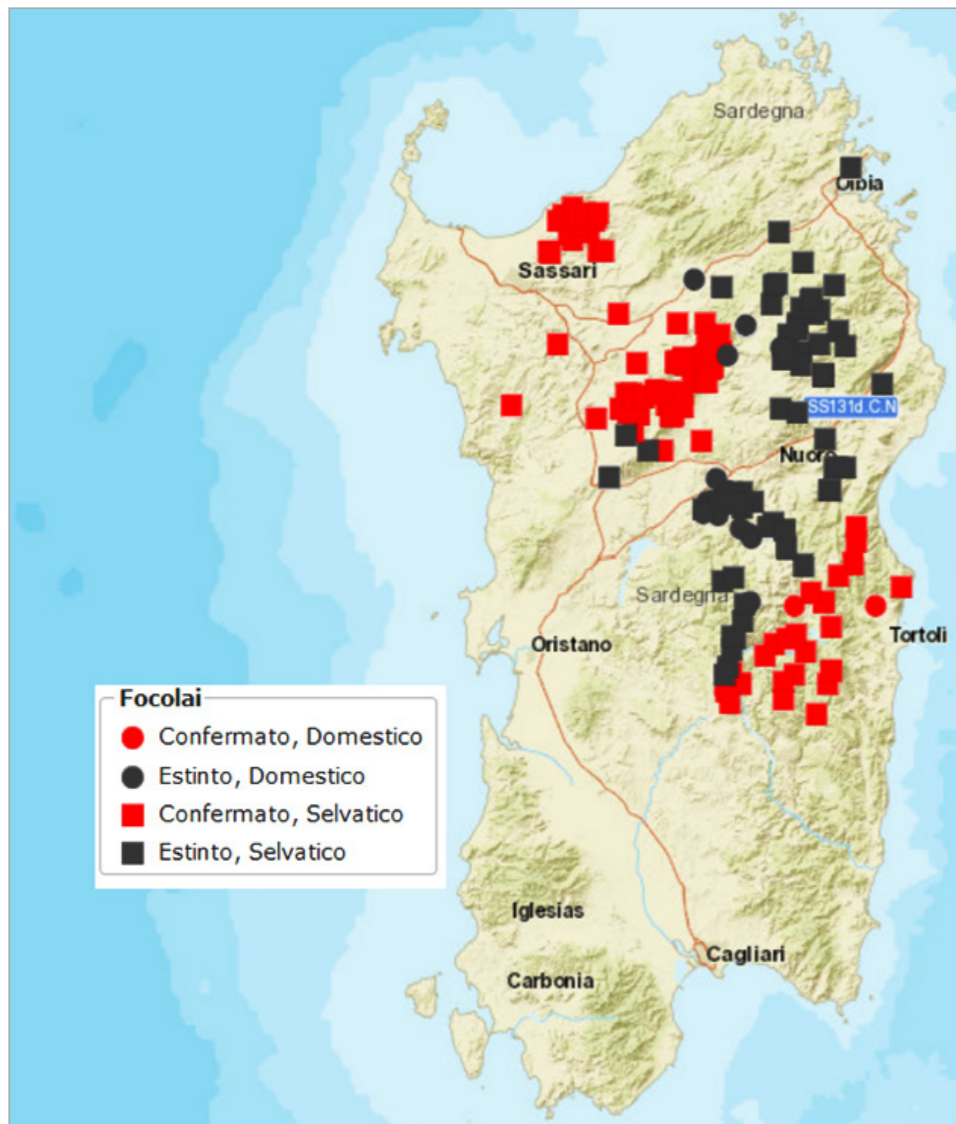 Sardegna
Olbia
Sassari
SS131d.C.N
Nuoro
Sardegna
Oristano
Tortoli
Focolai
Confermato, Domestico
Estinto, Domestico
Confermato, Selvatico
Estinto, Selvatico
Iglesias
Cagliari
Carbonia